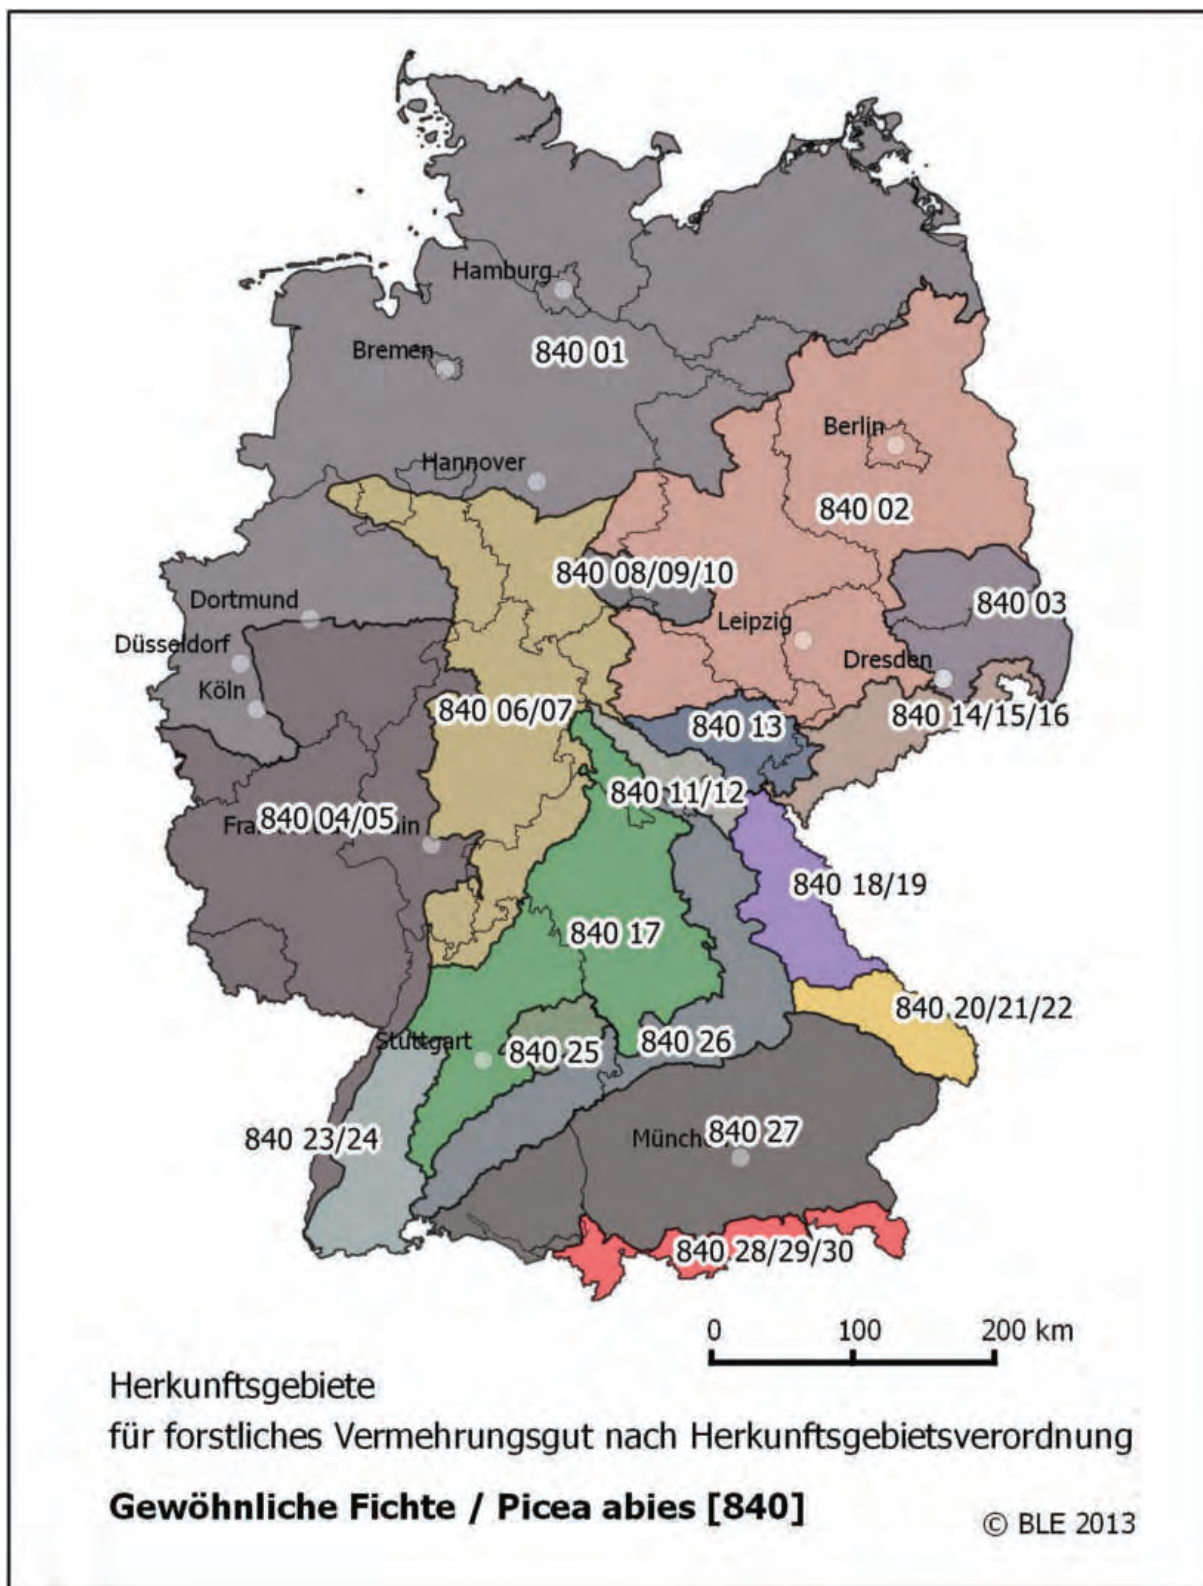 Hamburg
Bremen
840 01
Berlin
Hannover
840 02
840 08/09/10
Dortmund
840 03
Leipzig
Düsseldorf
Dresden
Köln
840 06/07
840 13
840 14/15/16
840 11/12
Fra 840 04/05 ain
840 18/19
840 17
840 20/21/22
Stuttgart
840 25
840 26
840 23/24
Münch 840 27
840 28/29/30
0 100 200 km
Herkunftsgebiete
für forstliches Vermehrungsgut nach Herkunftsgebietsverordnung
Gewöhnliche Fichte / Picea abies [840]
© BLE 2013